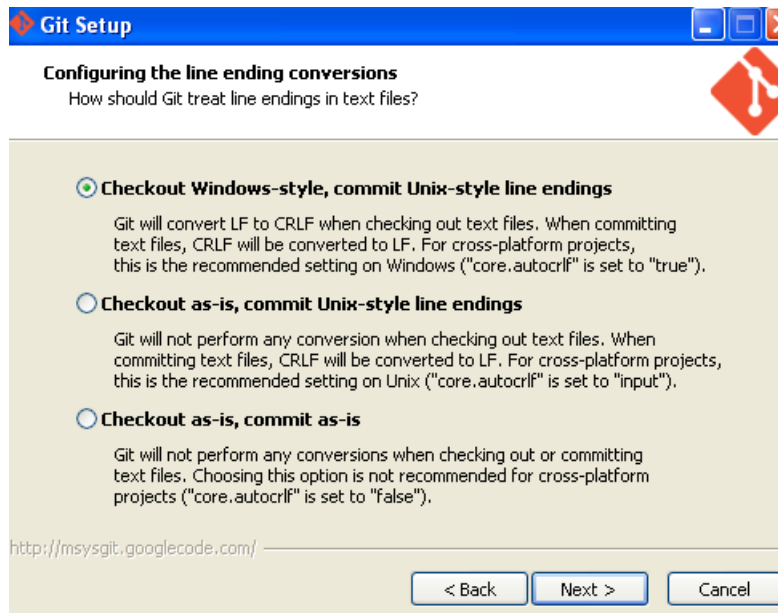 Git Setup
Configuring the line ending conversions
How should Git treat line endings in text files?
Checkout Windows-style, commit Unix-style line endings
Git will convert LF to CRLF when checking out text files. When committing
text files, CRLF will be converted to LF. For cross-platform projects,
this is the recommended setting on Windows ("core.autocrlf" is set to "true").
Checkout as-is, commit Unix-style line endings
Git will not perform any conversion when checking out text files. When
committing text files, CRLF will be converted to LF. For cross-platform projects,
this is the recommended setting on Unix ("core.autocrlf" is set to "input").
Checkout as-is, commit as-is
Git will not perform any conversions when checking out or committing
text files. Choosing this option is not recommended for cross-platform
projects ("core.autocrlf" is set to "false").
http://msysgit.googlecode.com/
< Back Next > Cancel